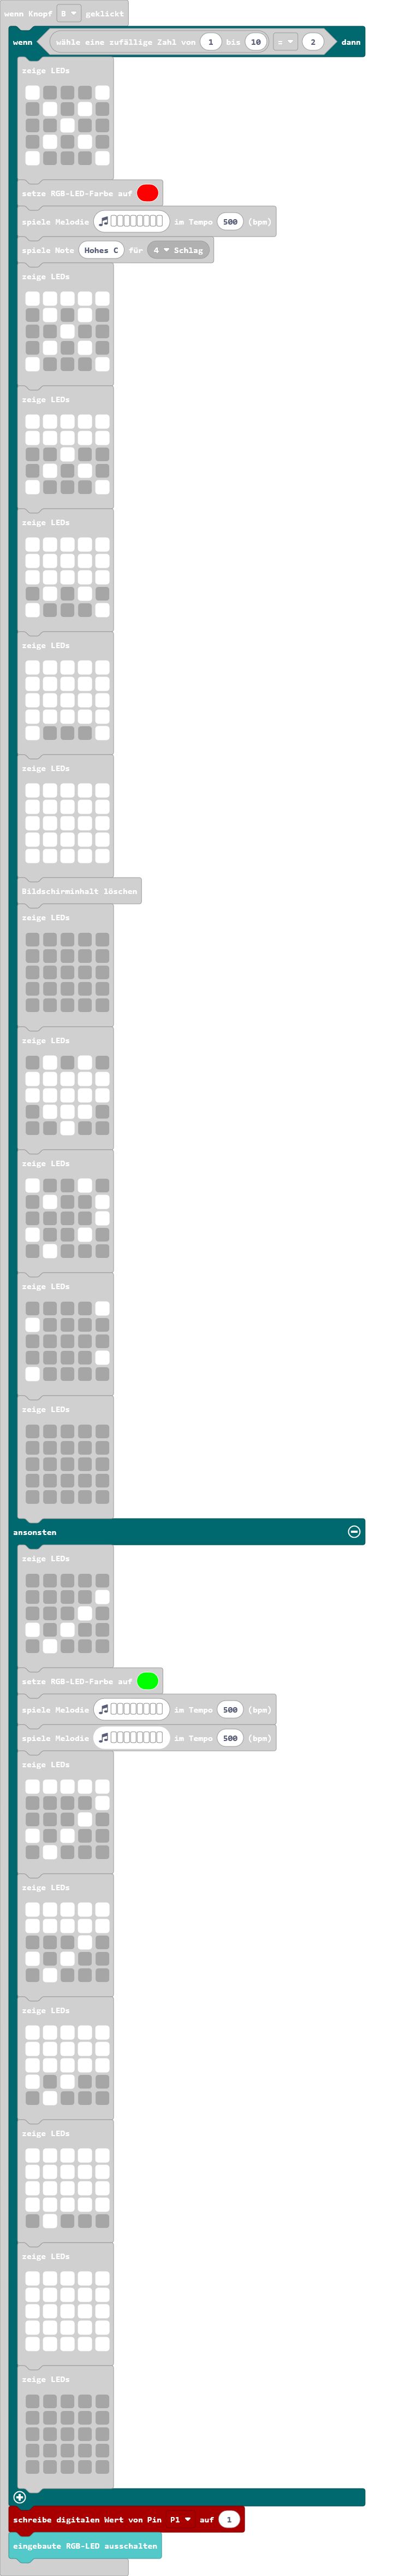 wenn Knopf B geklickt
wenn wähle eine zufällige Zahl von 1 bis 10 = 2 dann
zeige LEDs
setze RGB-LED-Farbe auf
spiele Melodie im Tempo 500 (bpm)
spiele Note Hohes C für 4 Schlag
zeige LEDs
zeige LEDs
zeige LEDs
zeige LEDs
zeige LEDs
Bildschirminhalt löschen
zeige LEDs
zeige LEDs
zeige LEDs
zeige LEDs
zeige LEDs
ansonsten
zeige LEDs
setze RGB-LED-Farbe auf
spiele Melodie im Tempo 500 (bpm)
spiele Melodie im Tempo 500 (bpm)
zeige LEDs
zeige LEDs
zeige LEDs
zeige LEDs
zeige LEDs
zeige LEDs
schreibe digitalen Wert von Pin P1 auf 1
eingebaute RGB-LED ausschalten